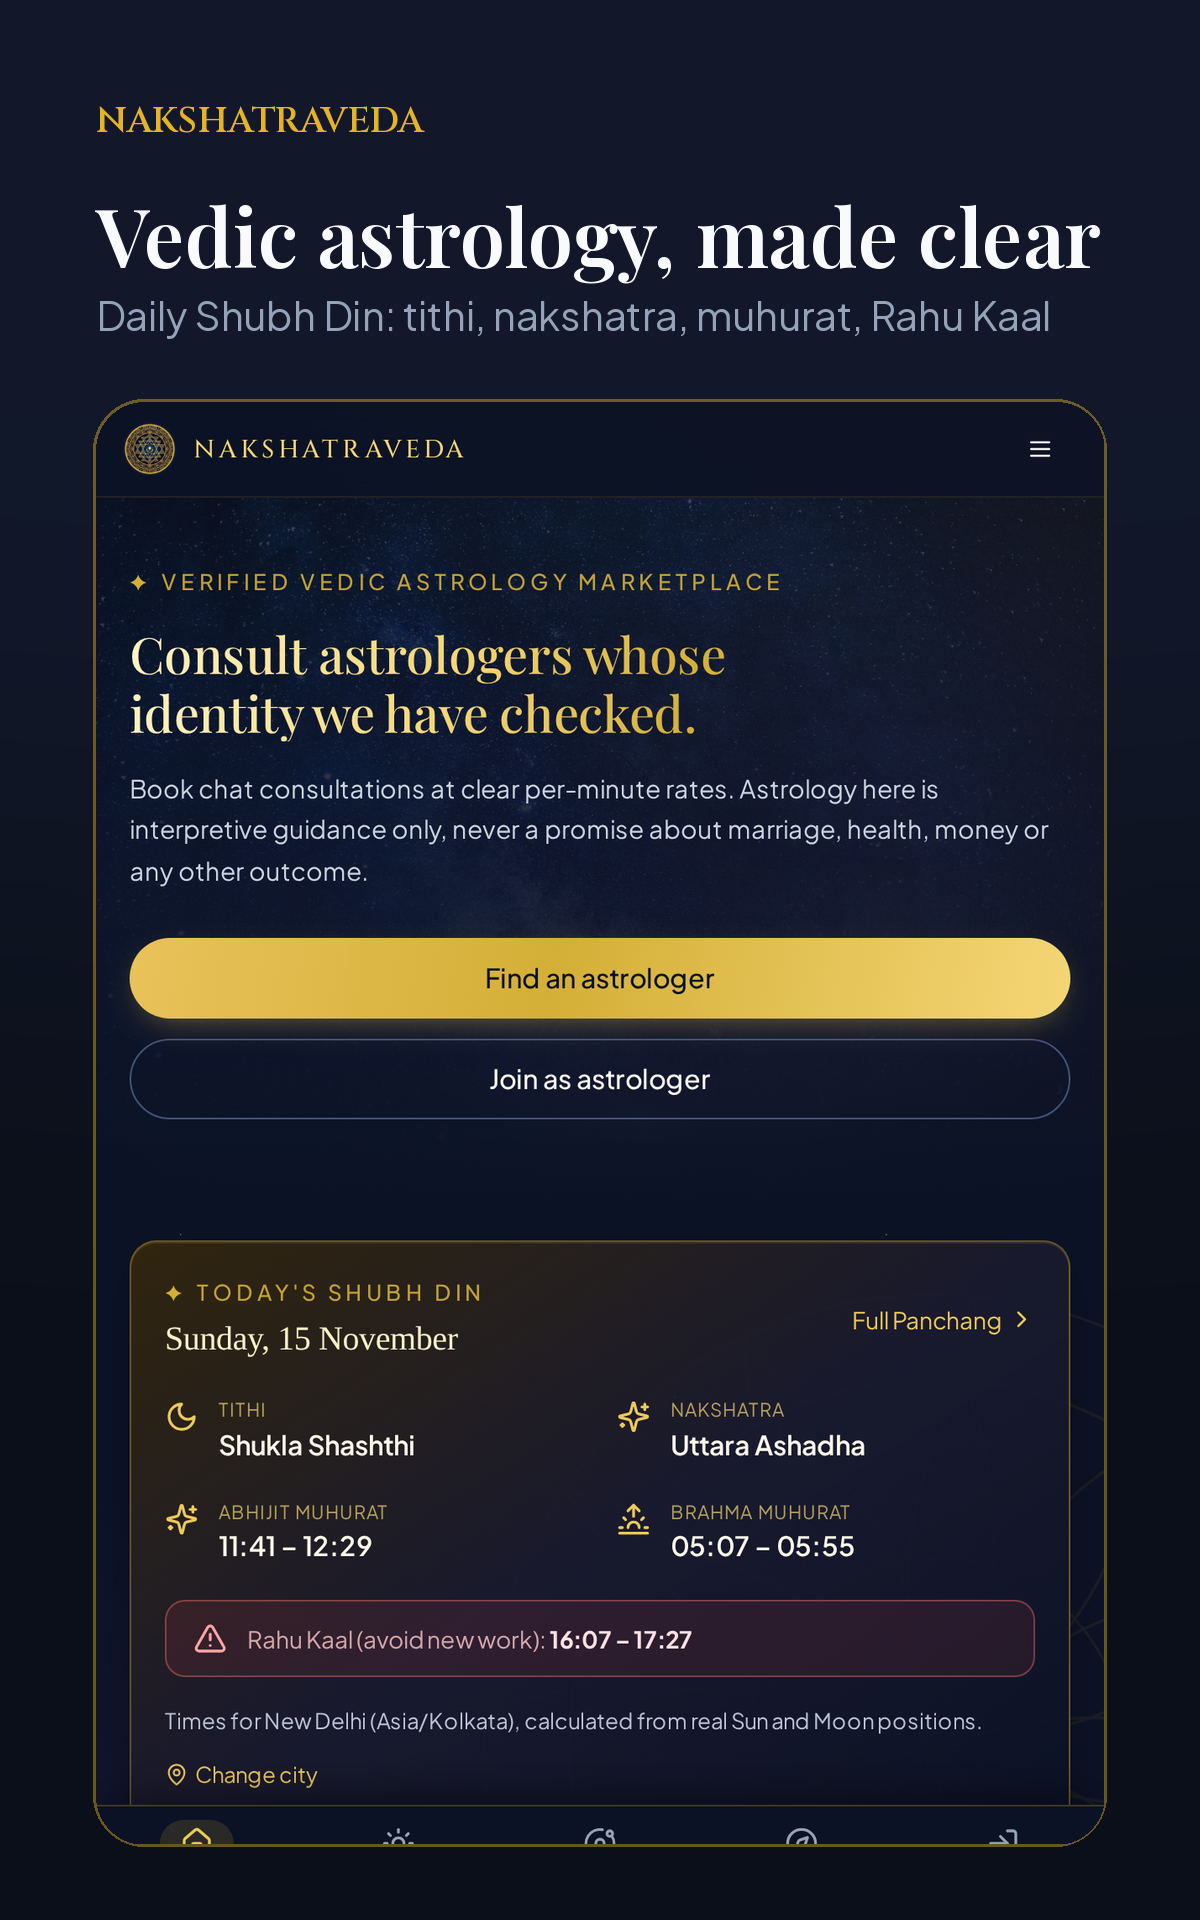 NAKSHATRAVEDA
Vedic astrology, made clear
Daily Shubh Din: tithi, nakshatra, muhurat, Rahu Kaal
NAKSHATRAVEDA
VERIFIED VEDIC ASTROLOGY MARKETPLACE
Consult astrologers whose
identity we have checked.
Book chat consultations at clear per-minute rates. Astrology here is
interpretive guidance only, never a promise about marriage, health, money or
any other outcome.
Find an astrologer
Join as astrologer
TODAY'S SHUBH DIN
Sunday, 15 November
Full Panchang
TITHI
Shukla Shashthi
NAKSHATRA
Uttara Ashadha
ABHIJIT MUHURAT
11:41 – 12:29
BRAHMA MUHURAT
05:07 – 05:55
Rahu Kaal (avoid new work): 16:07 – 17:27
Times for New Delhi (Asia/Kolkata), calculated from real Sun and Moon positions.
Change city